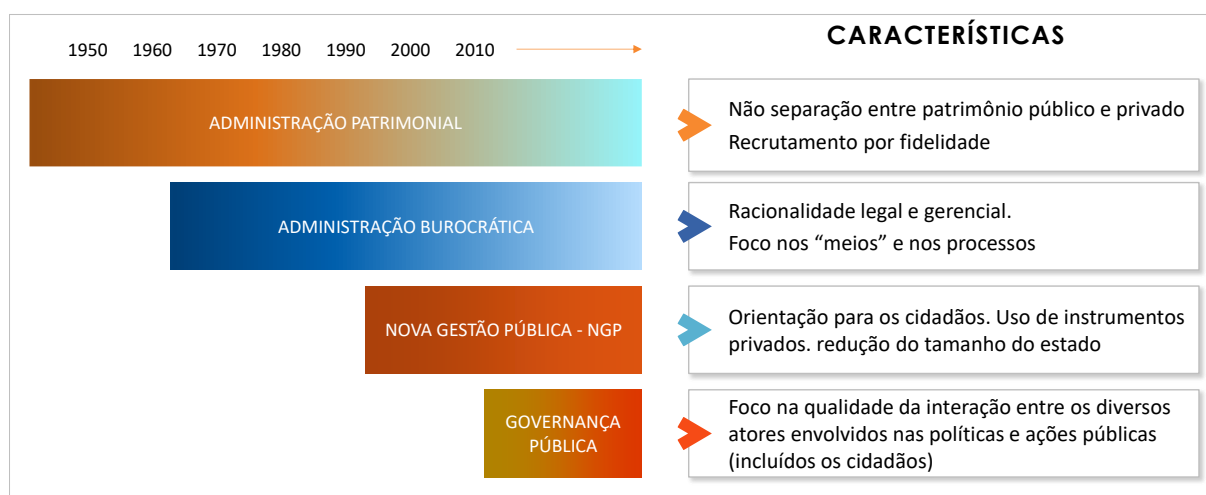 CARACTERÍSTICAS
1950 1960 1970 1980 1990 2000 2010
ADMINISTRAÇÃO PATRIMONIAL
Não separação entre patrimônio público e privado
Recrutamento por fidelidade
ADMINISTRAÇÃO BUROCRÁTICA
Racionalidade legal e gerencial.
Foco nos “meios” e nos processos
NOVA GESTÃO PÚBLICA - NGP
Orientação para os cidadãos. Uso de instrumentos
privados. redução do tamanho do estado
GOVERNANÇA
PÚBLICA
Foco na qualidade da interação entre os diversos
atores envolvidos nas políticas e ações públicas
(incluídos os cidadãos)